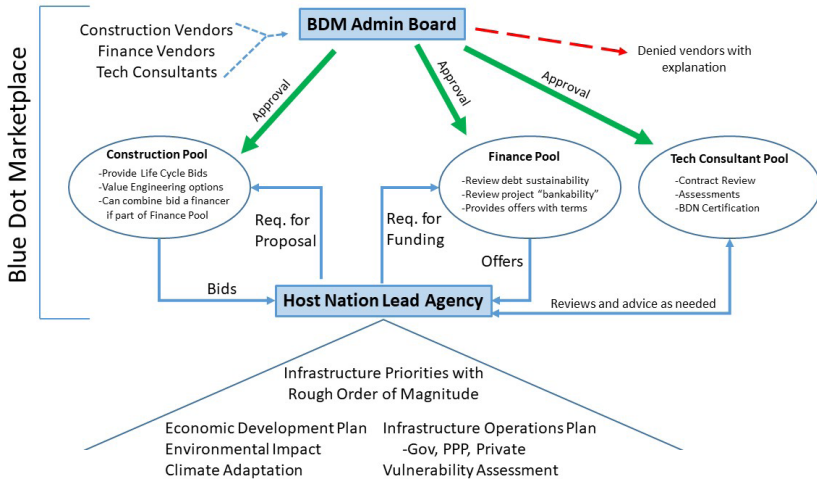 Blue Dot Marketplace
Construction Vendors
Finance Vendors
Tech Consultants
BDM Admin Board
Denied vendors with
explanation
Approval
Approval
Approval
Construction Pool
-Provide Life Cycle Bids
-Value Engineering options
-Can combine bid a financer
if part of Finance Pool
Finance Pool
-Review debt sustainability
-Review project “bankability”
-Provides offers with terms
Tech Consultant Pool
-Contract Review
-Assessments
-BDN Certification
Req. for
Proposal
Req. for
Funding
Bids
Offers
Host Nation Lead Agency
Reviews and advice as needed
Infrastructure Priorities with
Rough Order of Magnitude
Economic Development Plan
Environmental Impact
Climate Adaptation
Infrastructure Operations Plan
-Gov, PPP, Private
Vulnerability Assessment